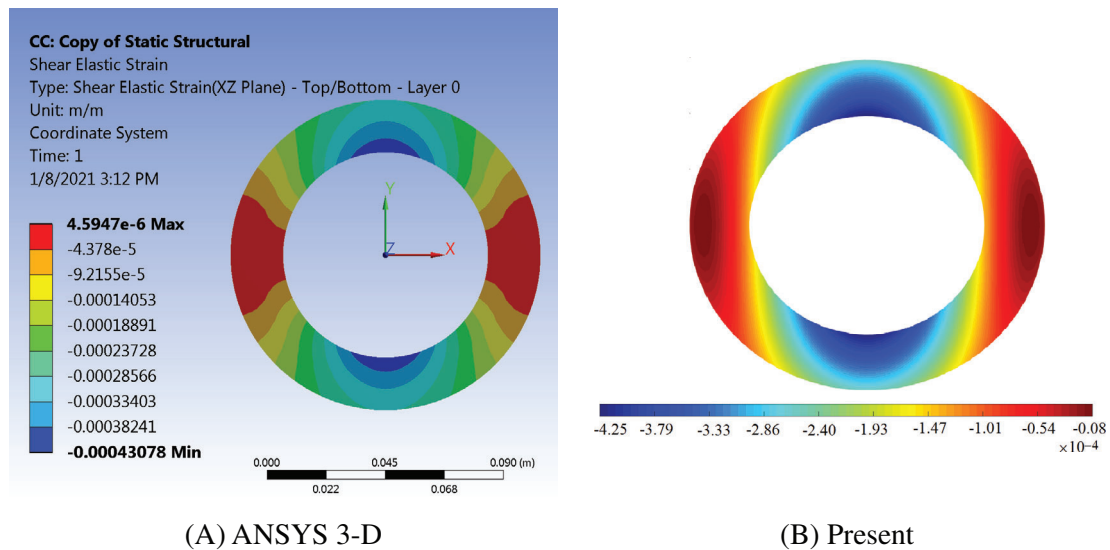 CC: Copy of Static Structural
Shear Elastic Strain
Type: Shear Elastic Strain(XZ Plane) - Top/Bottom - Layer 0
Unit: m/m
Coordinate System
Time: 1
1/8/2021 3:12 PM
4.5947e-6 Max
-4.378e-5
-9.2155e-5
-0.00014053
-0.00018891
-0.00023728
-0.00028566
-0.00033403
-0.00038241
-0.00043078 Min
Y
Z X
0.000 0.045 0.090 (m)
0.022 0.068
(A) ANSYS 3-D
-4.25 -3.79 -3.33 -2.86 -2.40 -1.93 -1.47 -1.01 -0.54 -0.08
×10⁻⁴
(B) Present